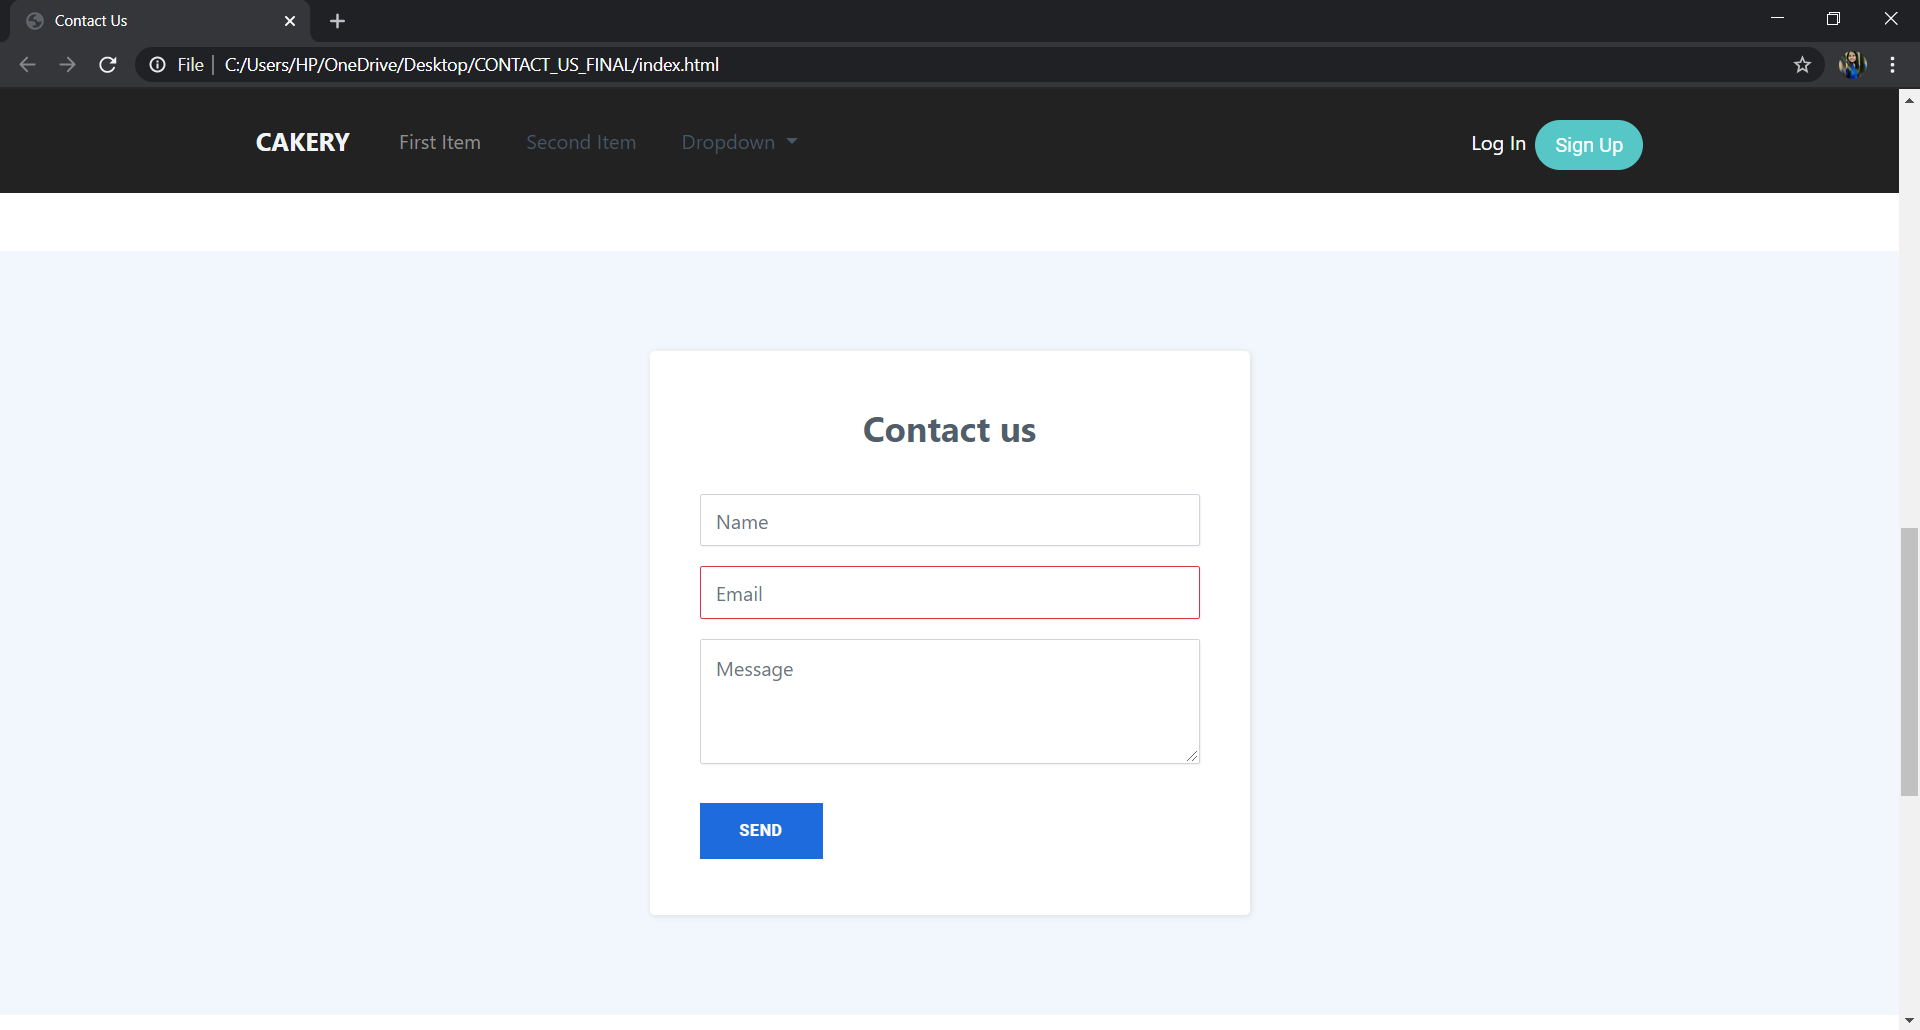 Contact Us
File | C:/Users/HP/OneDrive/Desktop/CONTACT_US_FINAL/index.html
CAKERY First Item Second Item Dropdown Log In Sign Up
Contact us
Name
Email
Message
SEND